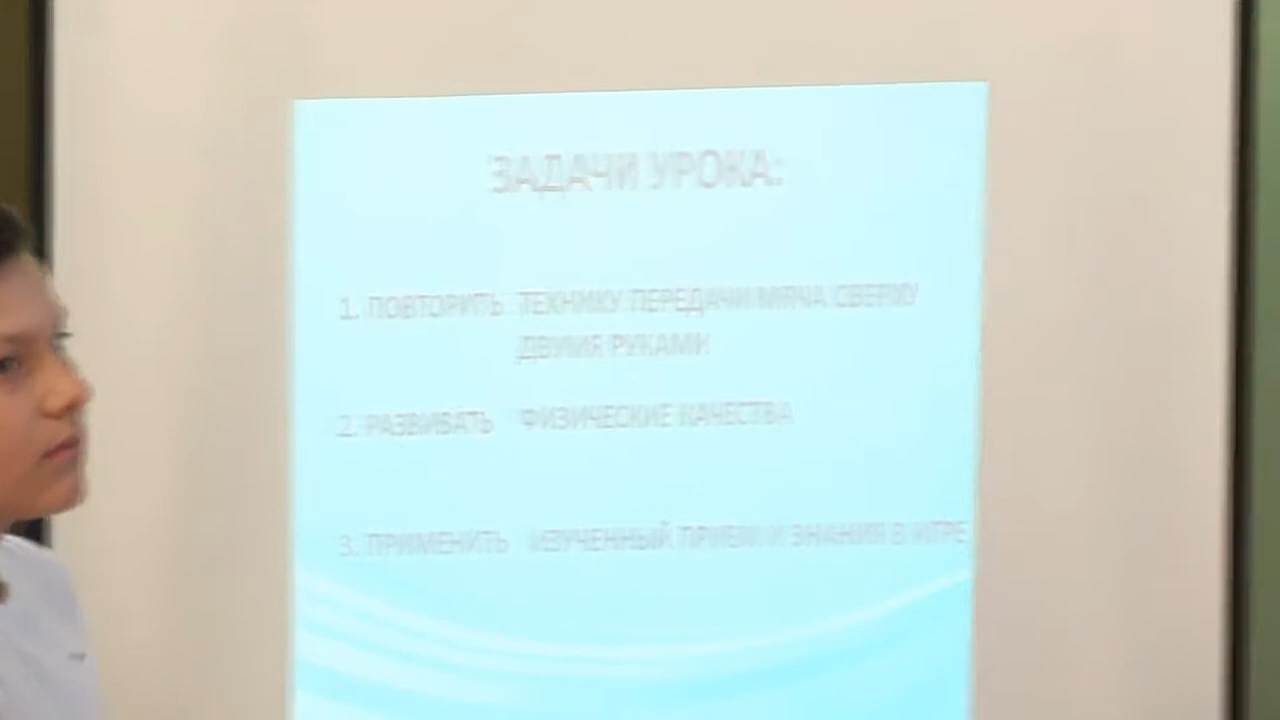 ЗАДАЧИ УРОКА:
1. ПОВТОРИТЬ ТЕХНИКУ ПЕРЕДАЧИ МЯЧА СВЕРХУ
ДВУМЯ РУКАМИ
2. РАЗВИВАТЬ ФИЗИЧЕСКИЕ КАЧЕСТВА
3. ПРИМЕНИТЬ ИЗУЧЕННЫЙ ПРИЕМ И ЗНАНИЯ В ИГРЕ